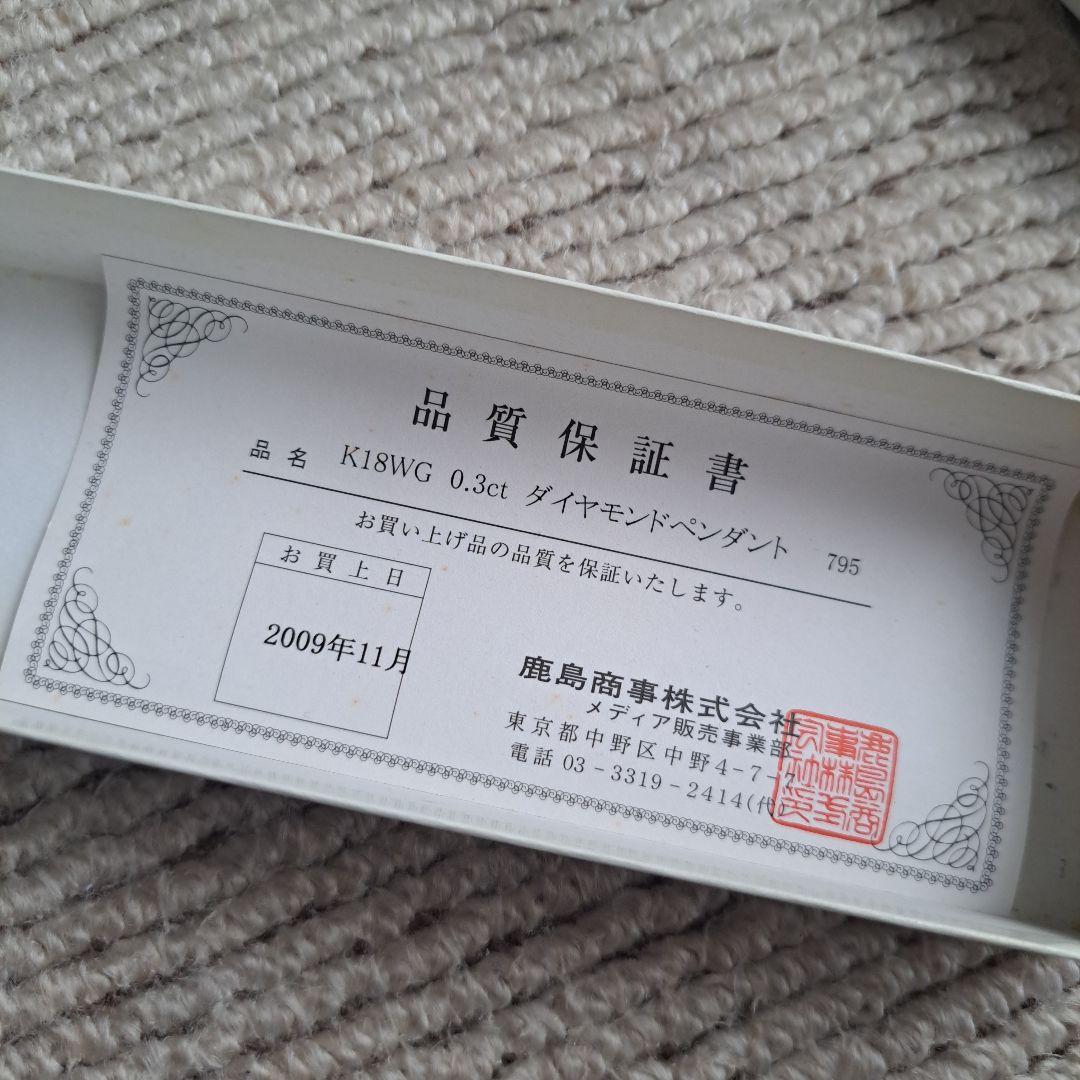 品質保証書
品名 K18WG 0.3ct ダイヤモンドペンダント 795
お買い上げ品の品質を保証いたします。
お買上日
2009年11月
鹿島商事株式会社
メディア販売事業部
東京都中野区中野4-7-7
電話 03-3319-2414(代)